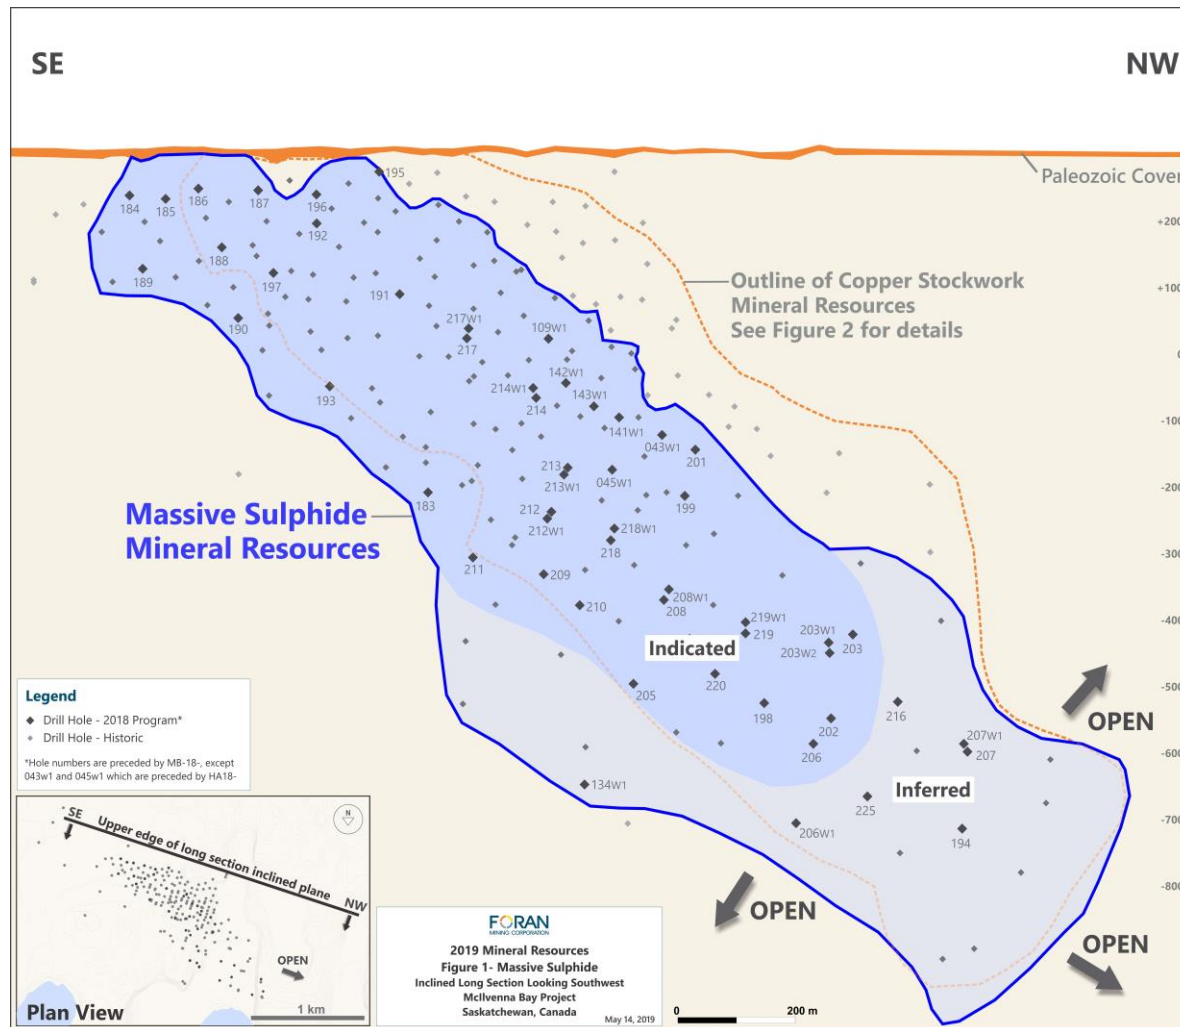 SE
NW
Paleozoic Cover
195
184
185
186
187
196
192
188
189
197
191
190
217W1
217
109W1
Outline of Copper Stockwork
Mineral Resources
See Figure 2 for details
+200
+100
0
-100
-200
-300
-400
-500
-600
-700
-800
193
142W1
214W1
143W1
214
141W1
043W1
201
213
213W1
045W1
199
183
Massive Sulphide
Mineral Resources
212
212W1
218W1
218
211
209
210
208W1
208
219W1
219
203W1
203W2
203
Indicated
220
205
198
202
206
216
OPEN
207W1
207
Inferred
134W1
225
206W1
194
OPEN
OPEN
Legend
Drill Hole - 2018 Program*
Drill Hole - Historic
*Hole numbers are preceded by MB-18-, except
043w1 and 045w1 which are preceded by HA18-
SE
Upper edge of long section inclined plane
NW
N
OPEN
1 km
Plan View
FORAN
MINING CORPORATION
2019 Mineral Resources
Figure 1- Massive Sulphide
Inclined Long Section Looking Southwest
McIlvenna Bay Project
Saskatchewan, Canada
May 14, 2019
0
200 m